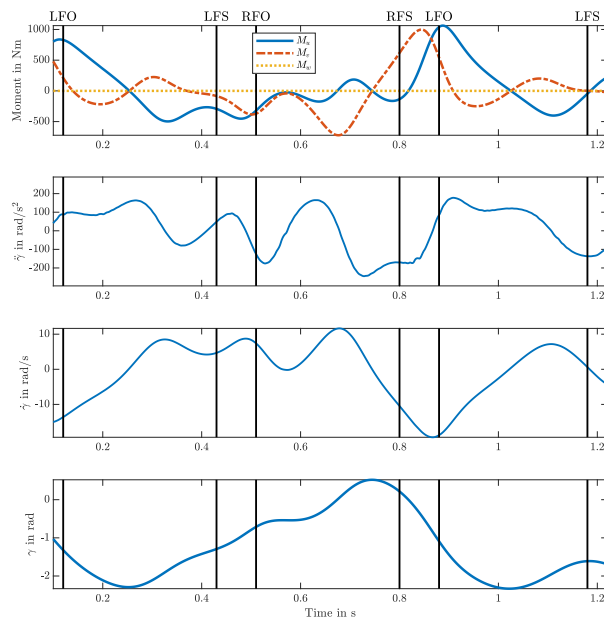 LFO LFS RFO RFS LFO LFS
1000
500
0
-500
Moment in Nm
M_u
M_v
M_w
0.2 0.4 0.6 0.8 1 1.2
200
100
0
-100
-200
γ̈ in rad/s²
0.2 0.4 0.6 0.8 1 1.2
10
0
-10
γ̇ in rad/s
0.2 0.4 0.6 0.8 1 1.2
0
-1
-2
γ in rad
0.2 0.4 0.6 0.8 1 1.2
Time in s